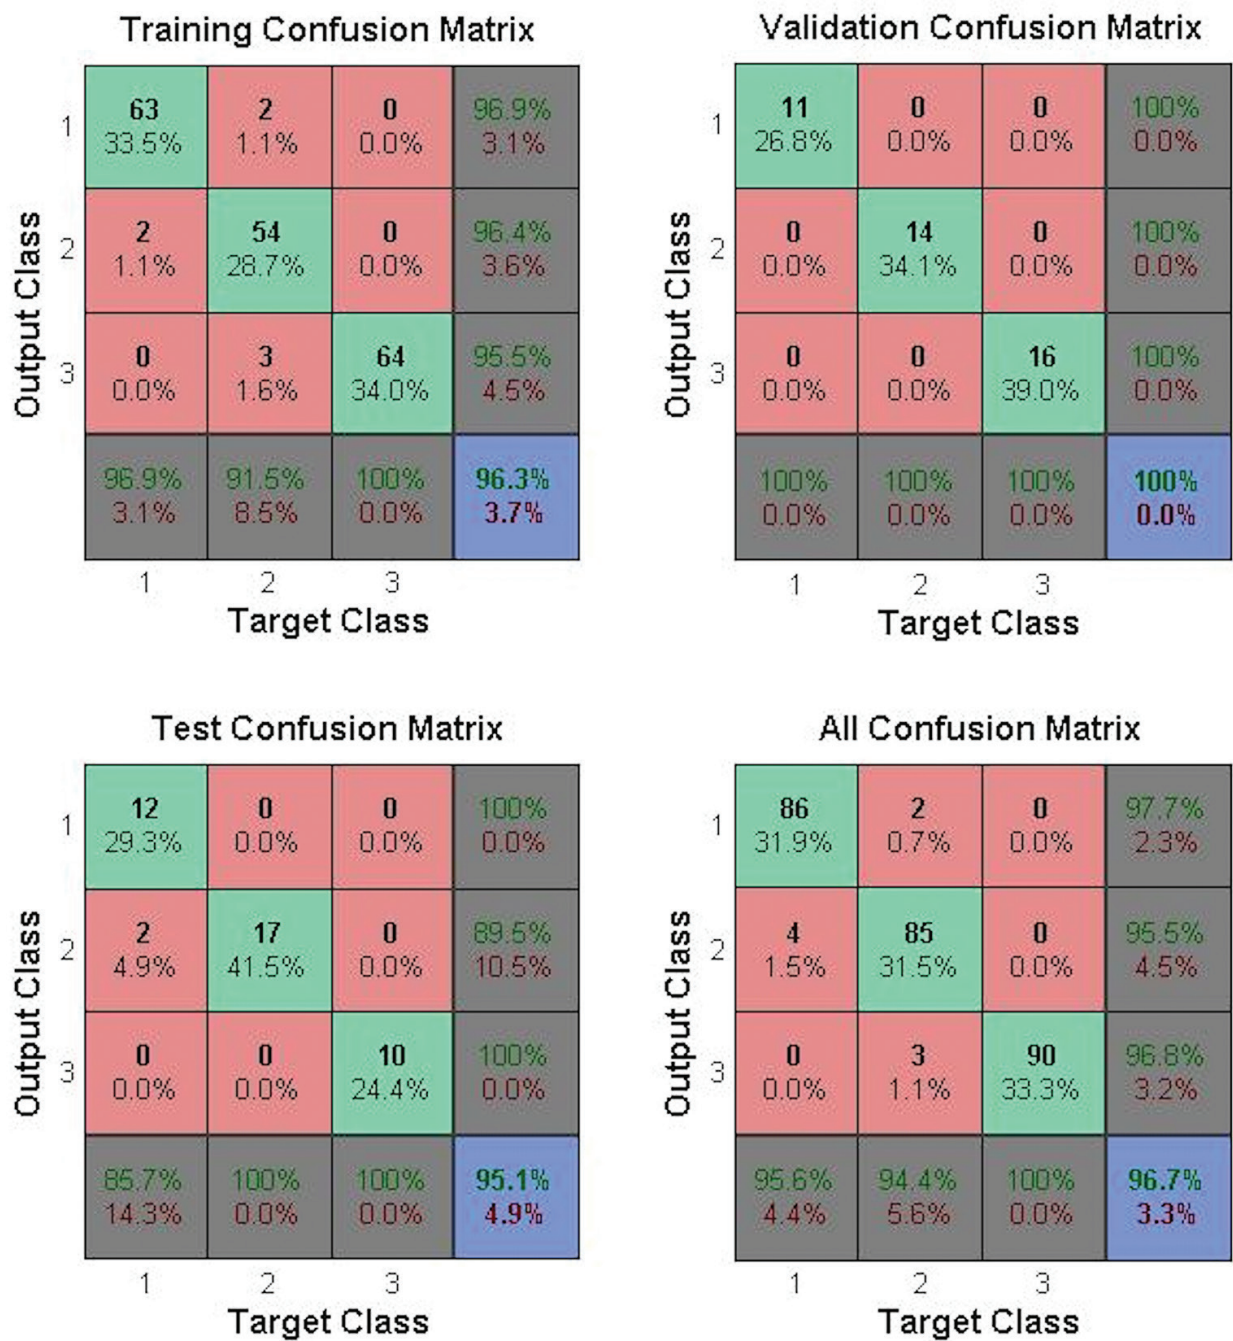 Training Confusion Matrix
1 63 2 0 96.9%
33.5% 1.1% 0.0% 3.1%
2 2 54 0 96.4%
1.1% 28.7% 0.0% 3.6%
3 0 3 64 95.5%
0.0% 1.6% 34.0% 4.5%
96.9% 91.5% 100% 96.3%
3.1% 8.5% 0.0% 3.7%
1 2 3
Target Class
Output Class
Validation Confusion Matrix
1 11 0 0 100%
26.8% 0.0% 0.0% 0.0%
2 0 14 0 100%
0.0% 34.1% 0.0% 0.0%
3 0 0 16 100%
0.0% 0.0% 39.0% 0.0%
100% 100% 100% 100%
0.0% 0.0% 0.0% 0.0%
1 2 3
Target Class
Output Class
Test Confusion Matrix
1 12 0 0 100%
29.3% 0.0% 0.0% 0.0%
2 2 17 0 89.5%
4.9% 41.5% 0.0% 10.5%
3 0 0 10 100%
0.0% 0.0% 24.4% 0.0%
85.7% 100% 100% 95.1%
14.3% 0.0% 0.0% 4.9%
1 2 3
Target Class
Output Class
All Confusion Matrix
1 86 2 0 97.7%
31.9% 0.7% 0.0% 2.3%
2 4 85 0 95.5%
1.5% 31.5% 0.0% 4.5%
3 0 3 90 96.8%
0.0% 1.1% 33.3% 3.2%
95.6% 94.4% 100% 96.7%
4.4% 5.6% 0.0% 3.3%
1 2 3
Target Class
Output Class